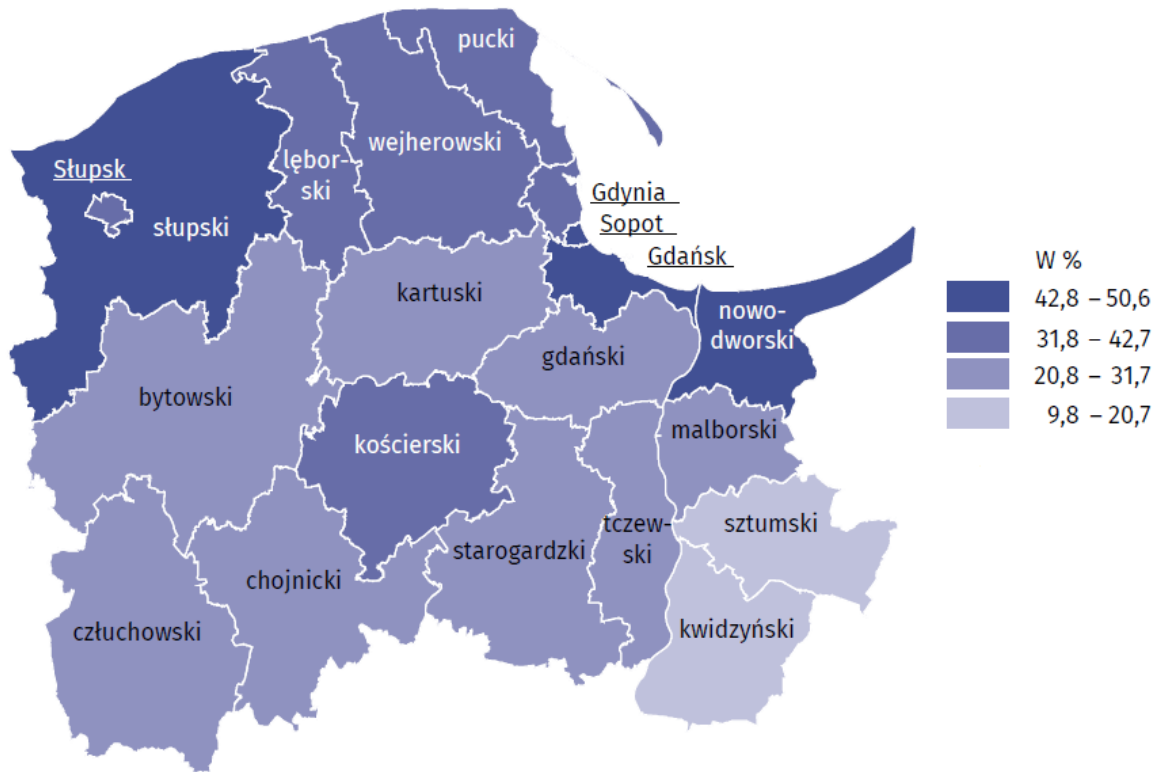 pucki
wejherowski
lębor-
ski
Słupsk
słupski
Gdynia
Sopot
Gdańsk
kartuski
nowo-
dworski
gdański
bytowski
malborski
kościerski
sztumski
tczew-
ski
starogardzki
chojnicki
człuchowski
kwidzyński
W %
42,8 – 50,6
31,8 – 42,7
20,8 – 31,7
9,8 – 20,7